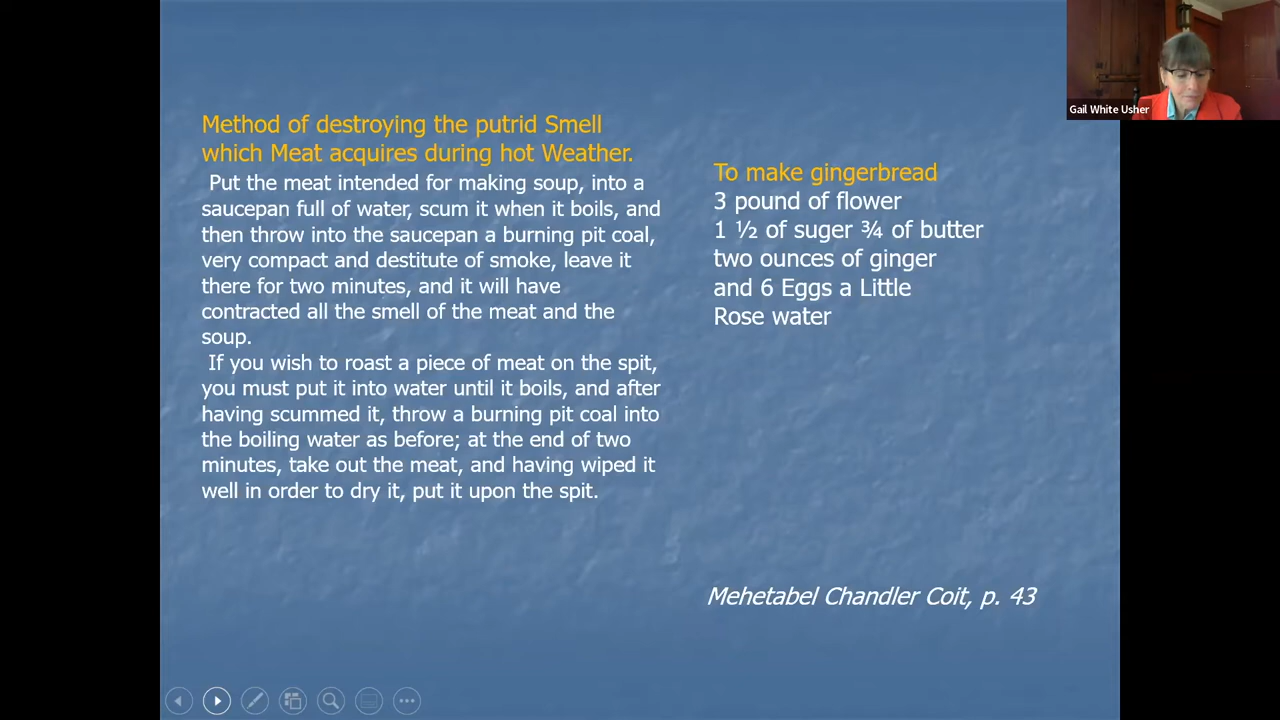 Method of destroying the putrid Smell
which Meat acquires during hot Weather.
Put the meat intended for making soup, into a
saucepan full of water, scum it when it boils, and
then throw into the saucepan a burning pit coal,
very compact and destitute of smoke, leave it
there for two minutes, and it will have
contracted all the smell of the meat and the
soup.
If you wish to roast a piece of meat on the spit,
you must put it into water until it boils, and after
having scummed it, throw a burning pit coal into
the boiling water as before; at the end of two
minutes, take out the meat, and having wiped it
well in order to dry it, put it upon the spit.
To make gingerbread
3 pound of flower
1 ½ of suger ¾ of butter
two ounces of ginger
and 6 Eggs a Little
Rose water
Mehetabel Chandler Coit, p. 43
Gail White Usher